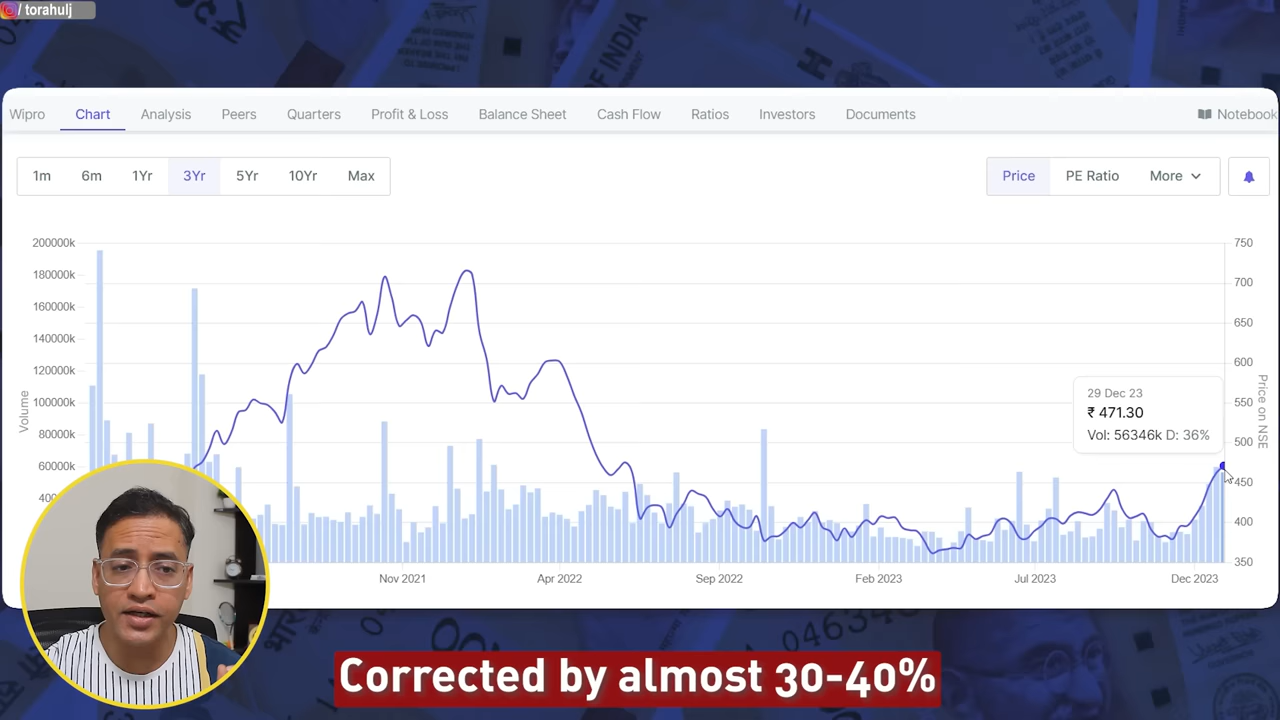 / torahulj
OF INDIA
Wipro Chart Analysis Peers Quarters Profit & Loss Balance Sheet Cash Flow Ratios Investors Documents Notebook
1m 6m 1Yr 3Yr 5Yr 10Yr Max Price PE Ratio More
200000k
180000k
160000k
140000k
120000k
100000k
80000k
60000k
Volume
750
700
650
600
550
500
450
400
350
Price on NSE
29 Dec 23
₹ 471.30
Vol: 56346k D: 36%
Nov 2021 Apr 2022 Sep 2022 Feb 2023 Jul 2023 Dec 2023
046463
Corrected by almost 30-40%